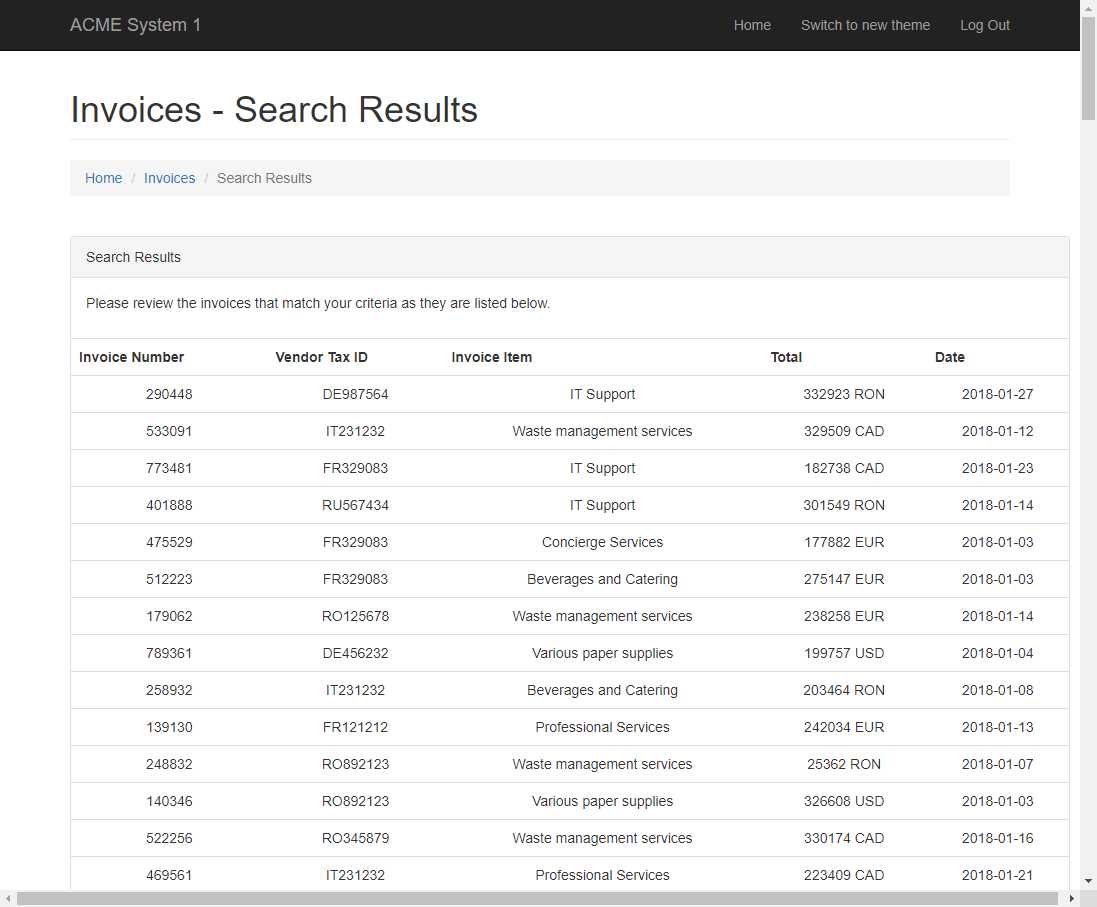 ACME System 1 Home Switch to new theme Log Out
Invoices - Search Results
Home / Invoices / Search Results
Search Results
Please review the invoices that match your criteria as they are listed below.
Invoice Number Vendor Tax ID Invoice Item Total Date
290448 DE987564 IT Support 332923 RON 2018-01-27
533091 IT231232 Waste management services 329509 CAD 2018-01-12
773481 FR329083 IT Support 182738 CAD 2018-01-23
401888 RU567434 IT Support 301549 RON 2018-01-14
475529 FR329083 Concierge Services 177882 EUR 2018-01-03
512223 FR329083 Beverages and Catering 275147 EUR 2018-01-03
179062 RO125678 Waste management services 238258 EUR 2018-01-14
789361 DE456232 Various paper supplies 199757 USD 2018-01-04
258932 IT231232 Beverages and Catering 203464 RON 2018-01-08
139130 FR121212 Professional Services 242034 EUR 2018-01-13
248832 RO892123 Waste management services 25362 RON 2018-01-07
140346 RO892123 Various paper supplies 326608 USD 2018-01-03
522256 RO345879 Waste management services 330174 CAD 2018-01-16
469561 IT231232 Professional Services 223409 CAD 2018-01-21